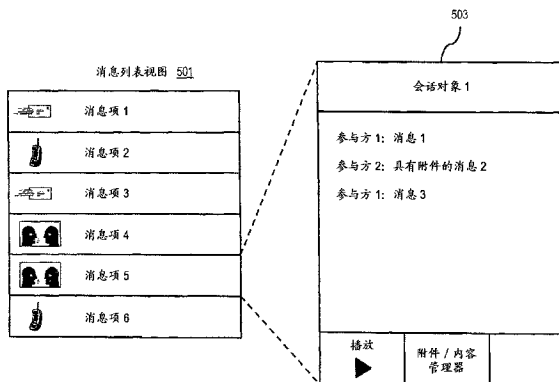 503
消息列表视图 501
消息项 1
消息项 2
消息项 3
消息项 4
消息项 5
消息项 6
会话对象 1
参与方 1: 消息 1
参与方 2: 具有附件的消息 2
参与方 1: 消息 3
播放
附件 / 内容
管理器